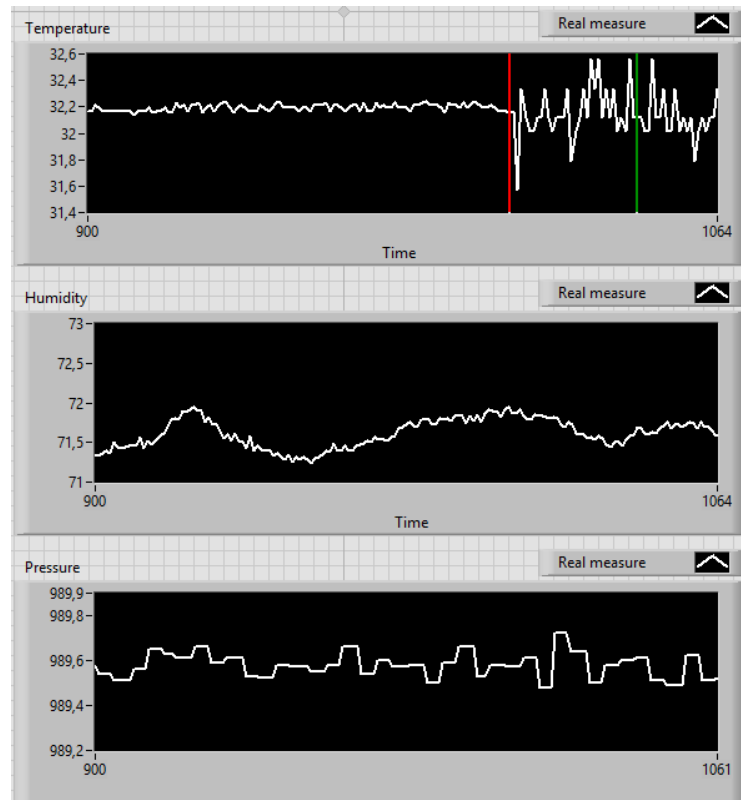 Temperature
Real measure
32,6
32,4
32,2
32
31,8
31,6
31,4
900
1064
Time
Humidity
Real measure
73
72,5
72
71,5
71
900
1064
Time
Pressure
Real measure
989,9
989,8
989,6
989,4
989,2
900
1061